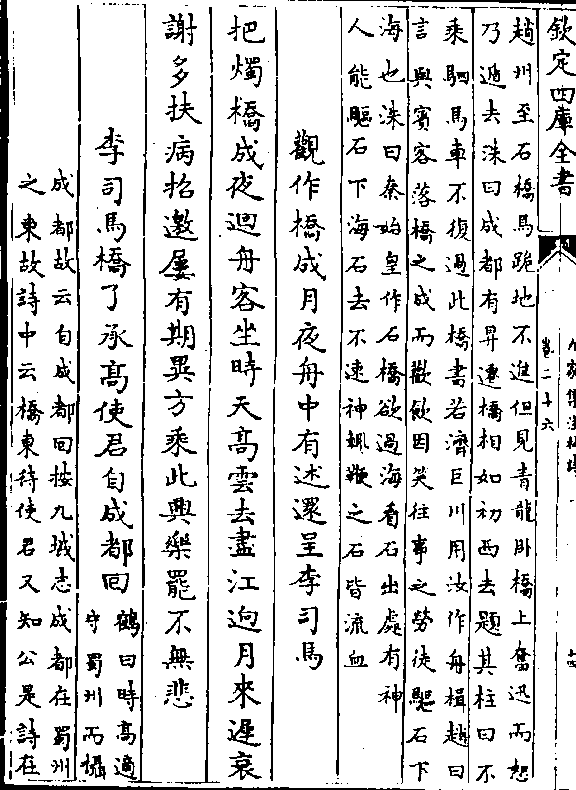 欽定四庫全書
卷二十六
趙州至石橋馬跪地不進但見青龍卧橋上奮迅而怒
乃遁去洙曰成都有昇遷橋相如初西去題其柱曰不
乘駟馬車不復過此橋書若濟巨川用汝作舟楫趙曰
言與賓客落橋之成而歡飲因笑往事之勞徒驅石下
海也洙曰秦始皇作石橋欲過海看石出處有神
人能驅石下海石去不速神輒鞭之石皆流血
觀作橋成月夜舟中有述還呈李司馬
把燭橋成夜迴舟客坐時天髙雲去盡江迥月來遲衰
謝多扶病招邀屢有期異方乘此興樂罷不無悲
李司馬橋了承髙使君自成都回
鶴曰時髙適
守蜀州而攝
成都故云自成都回按九域志成都在蜀州
之東故詩中云橋東待使君又知公是詩在